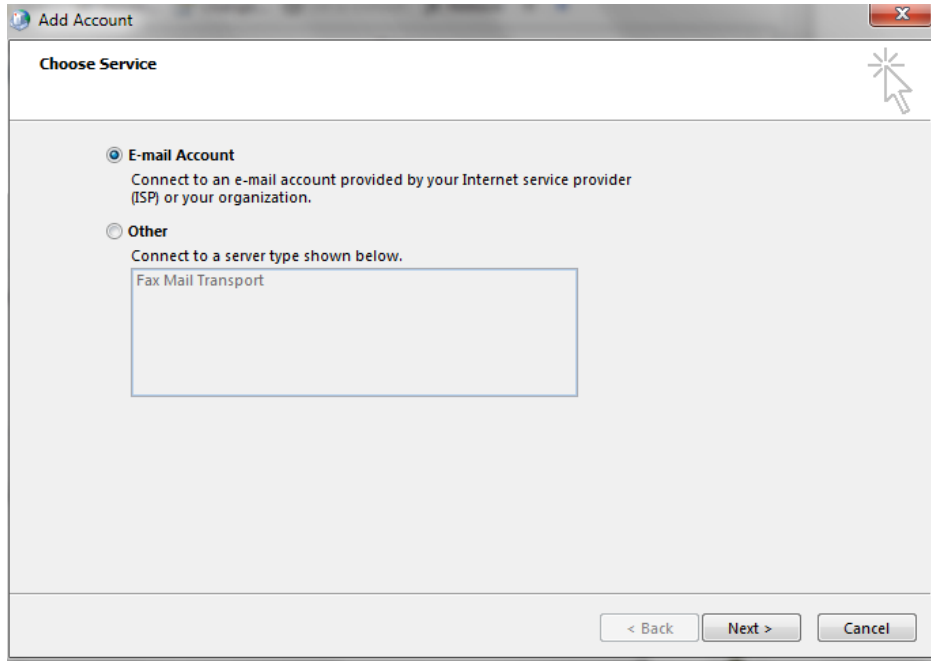 Add Account
Choose Service
E-mail Account
Connect to an e-mail account provided by your Internet service provider
(ISP) or your organization.
Other
Connect to a server type shown below.
Fax Mail Transport
< Back
Next >
Cancel